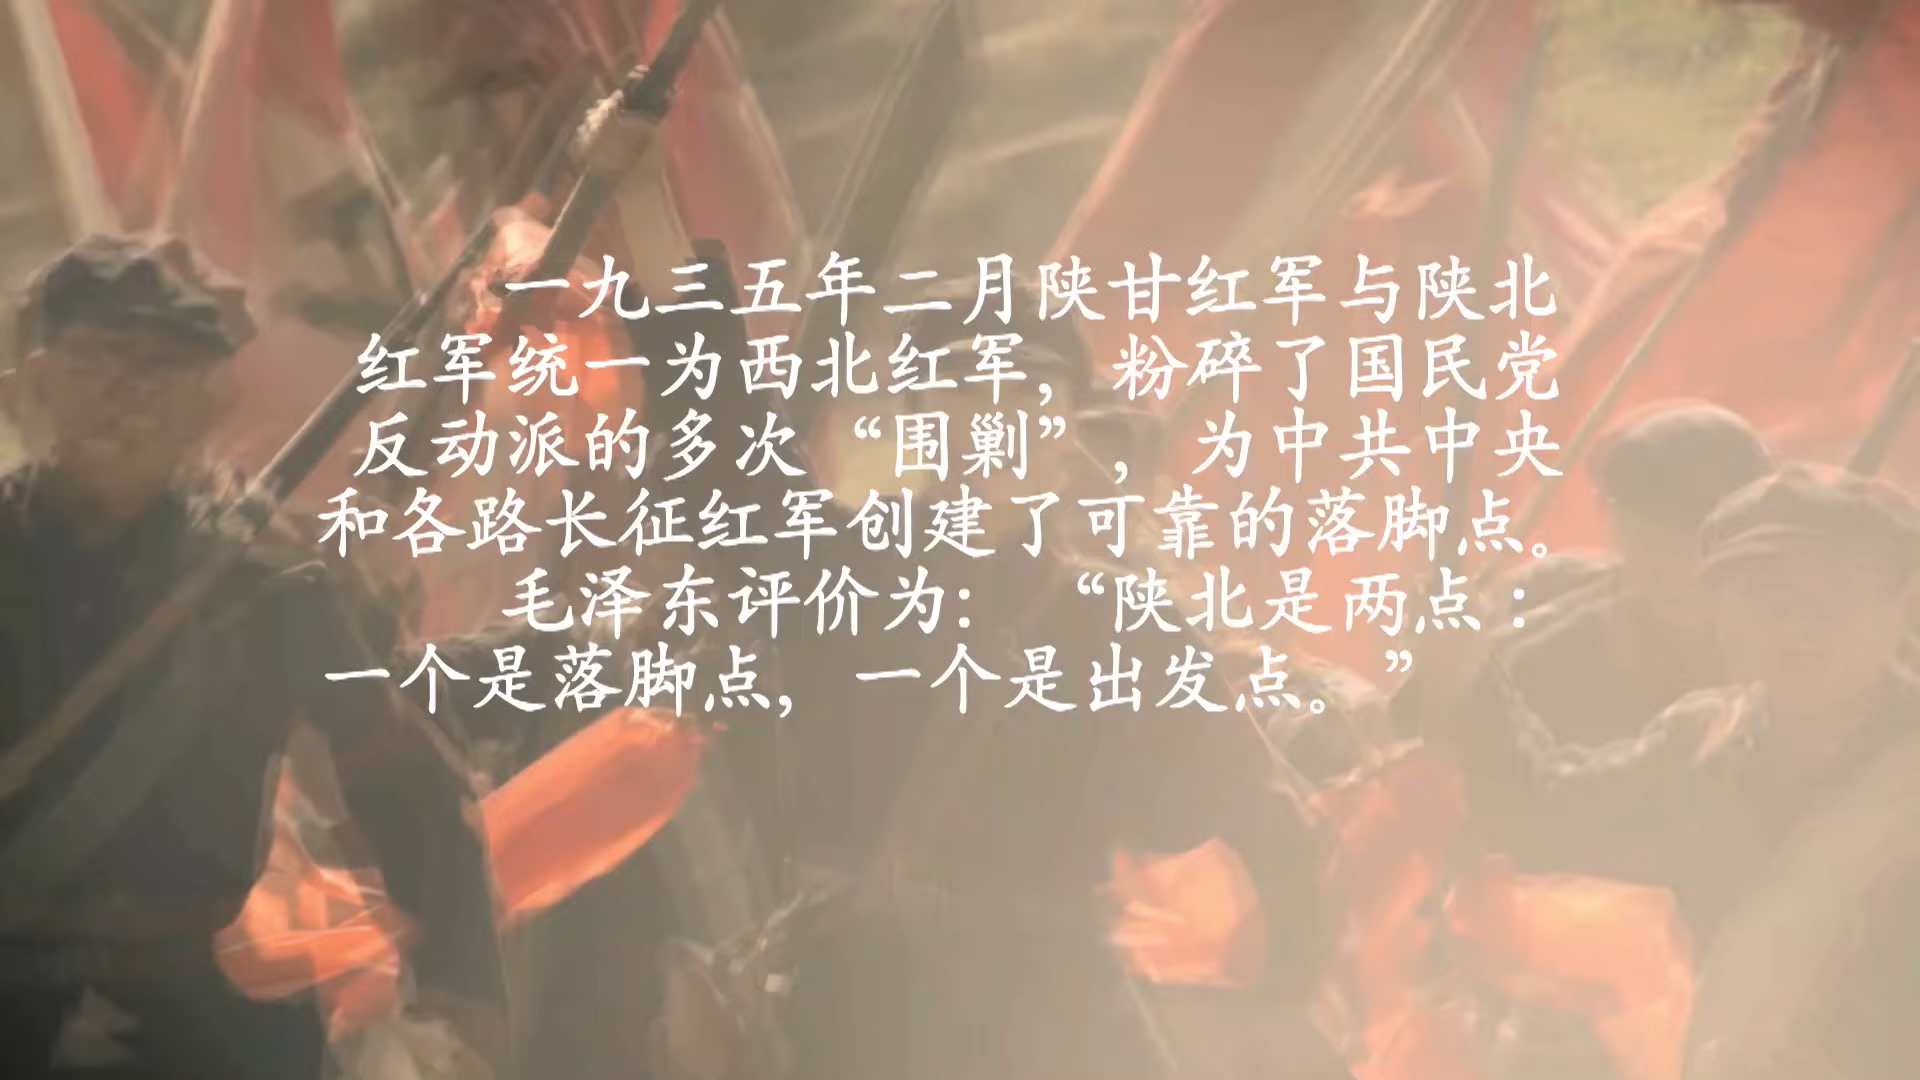 一九三五年二月陕甘红军与陕北
红军统一为西北红军，粉碎了国民党
反动派的多次“围剿”，为中共中央
和各路长征红军创建了可靠的落脚点。
毛泽东评价为：“陕北是两点：
一个是落脚点，一个是出发点。”